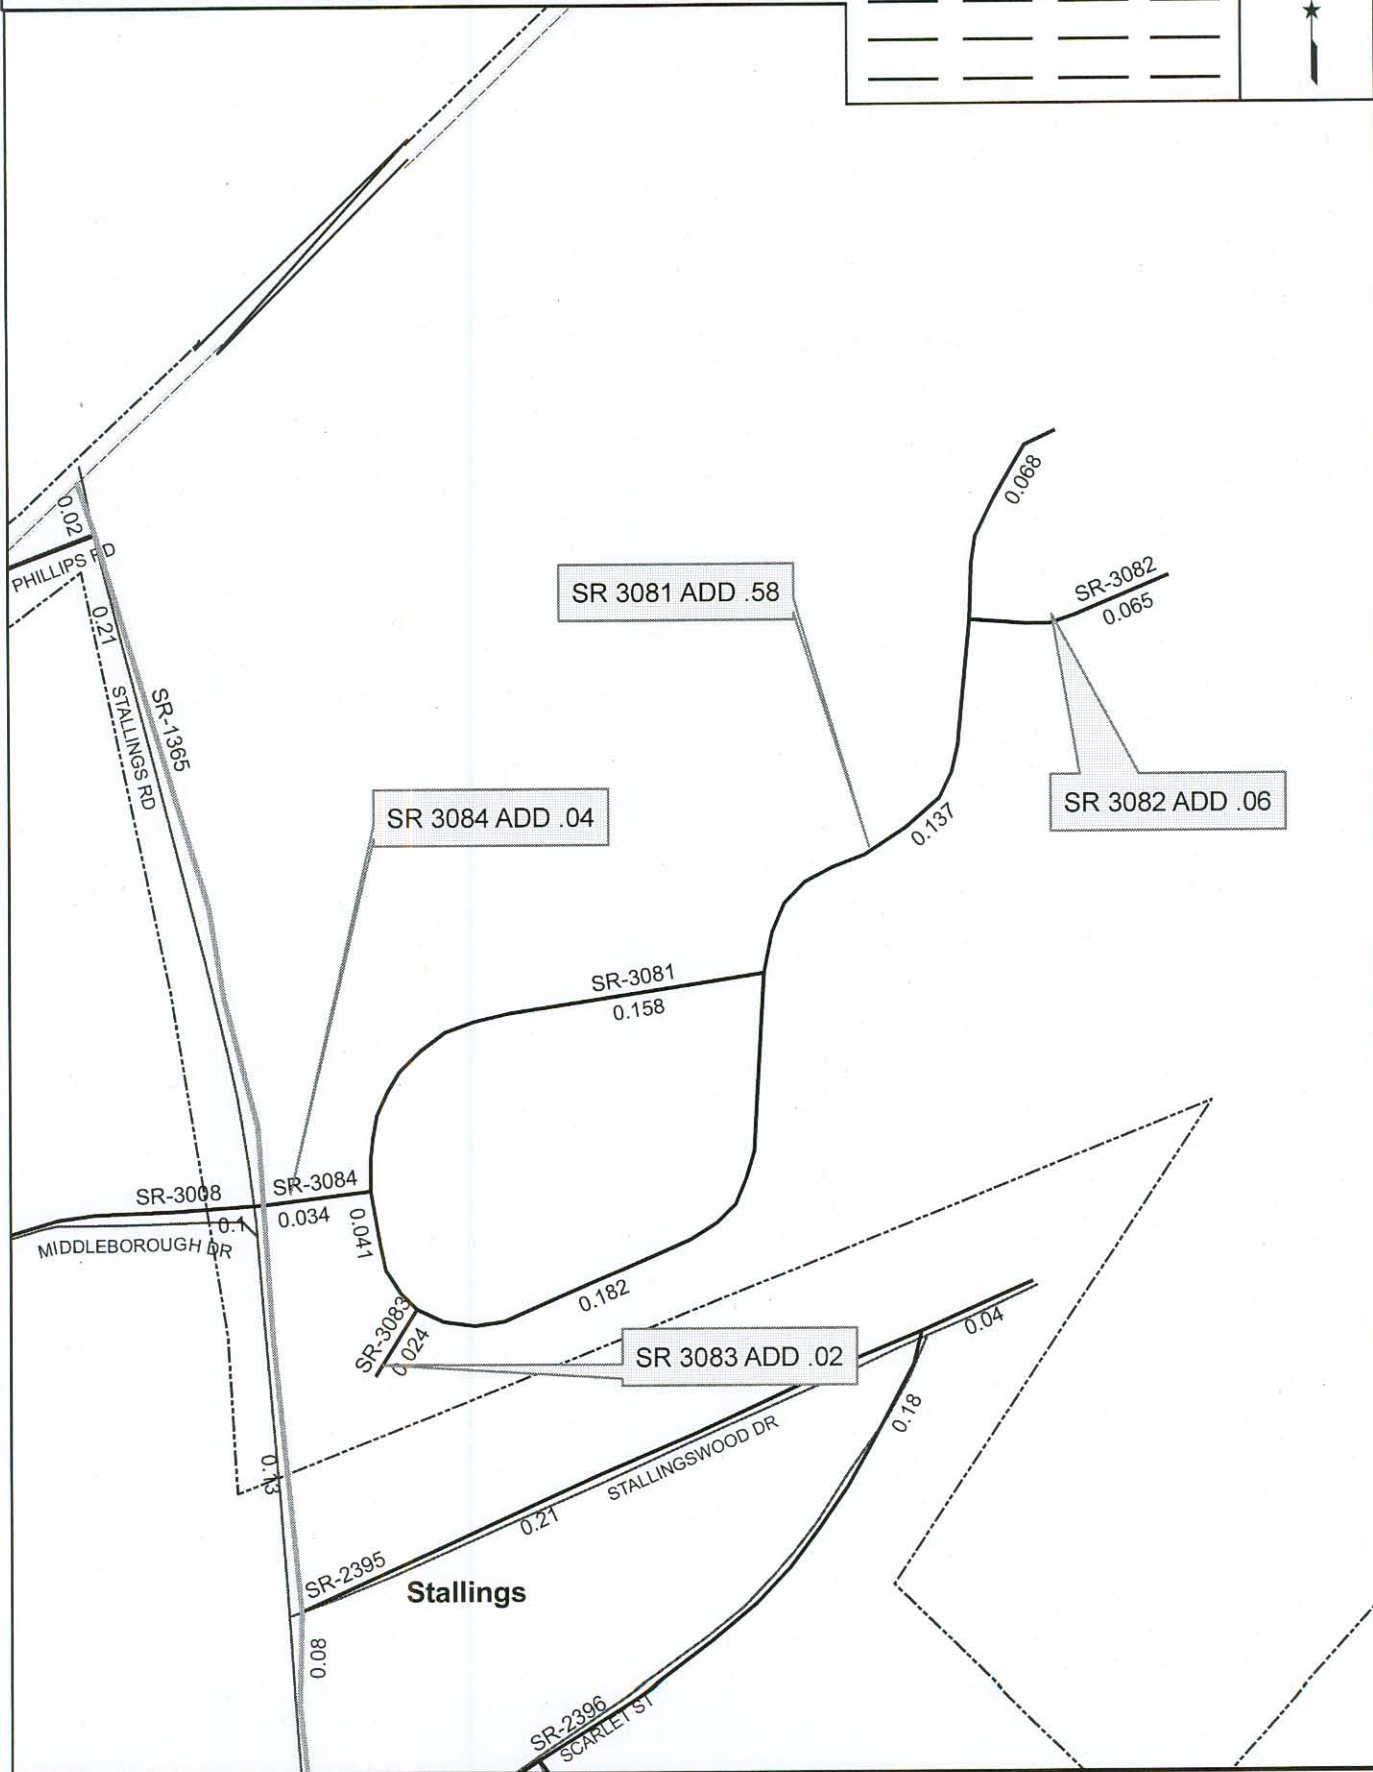 0.068
0.02
PHILLIPS RD
SR-3082
0.065
SR 3081 ADD .58
0.21
STALLINGS RD
SR-1365
SR 3084 ADD .04
SR 3082 ADD .06
0.137
SR-3081
0.158
SR-3008
SR-3084
0.1
0.034
MIDDLEBOROUGH DR
0.041
0.182
SR-3083
0.024
0.04
SR 3083 ADD .02
0.18
0.13
STALLINGSWOOD DR
0.21
SR-2395
Stallings
0.08
SR-2396
SCARLET ST